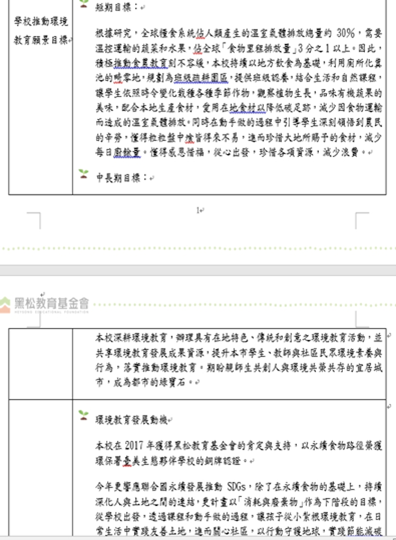 學校推動環境
教育願景目標
短期目標：
根據研究，全球糧食系統佔人類產生的溫室氣體排放總量約 30%，需要
溫控運輸的蔬菜和水果，佔全球「食物里程排放量」3 分之 1 以上。因此，
積極推動食農教育刻不容緩，本校持續以地方飲食為基礎，利用廁所化糞
池的畸零地，規劃為班級蔬耕園區，提供班級認養，結合生活和自然課程，
讓學生依照時令變化栽種各種季節作物，觀察植物生長，品味有機蔬果的
美味，配合本地生產食材，愛用在地食材以降低碳足跡，減少因食物運輸
而造成的溫室氣體排放。同時在動手做的過程中引導學生深刻領悟到農民
的辛勞，懂得粒粒盤中飧皆得來不易，進而珍惜大地所賜予的食材，減少
每日廚餘量。懂得感恩惜福，從心出發，珍惜各項資源，減少浪費。
中長期目標：
1
黑松教育基金會
本校深耕環境教育，辦理具有在地特色、傳統和創意之環境教育活動，並
共享環境教育發展成果資源，提升本市學生、教師與社區民眾環境素養與
行為，落實推動環境教育。期盼親師生共創人與環境共榮共存的宜居城
市，成為都市的綠寶石。
環境教育發展動機
本校在 2017 年獲得黑松教育基金會的肯定與支持，以永續食物路徑榮獲
環保署臺美生態夥伴學校的銅牌認證。
今年更響應聯合國永續發展推動 SDGs，除了在永續食物的基礎上，持續
深化人與土地之間的連結，更計畫以「消耗與廢棄物」作為下階段的目標，
從學校出發，透過課程和動手做的過程，讓孩子從小紮根環境教育，在日
常生活中實踐友善土地，進而關心社區，以行動守護地球，實踐節能減碳